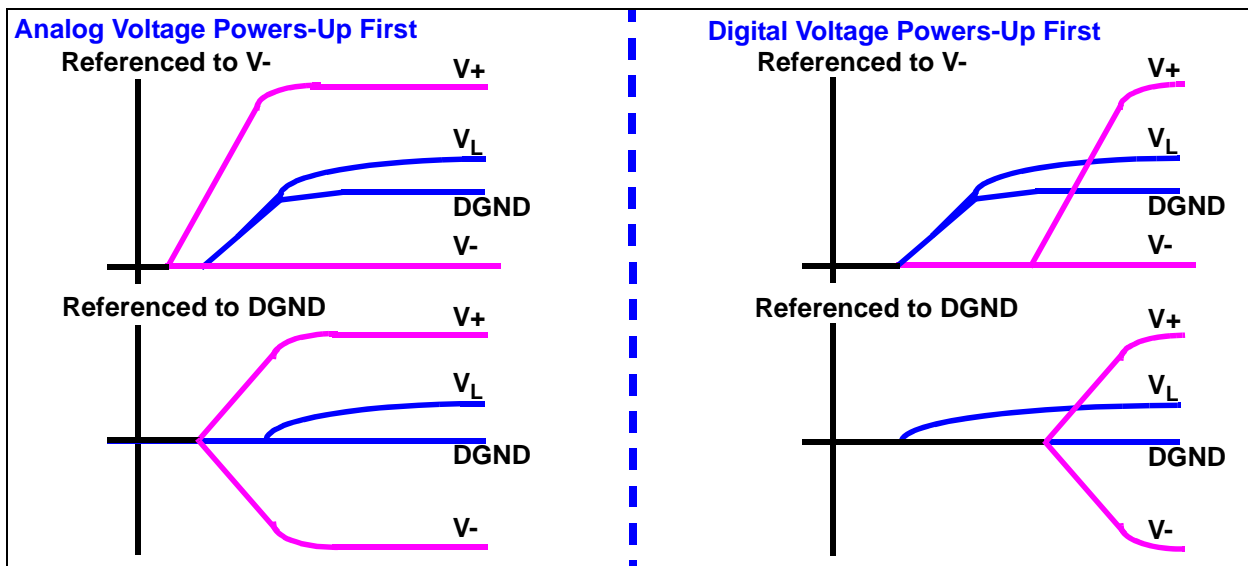 Analog Voltage Powers-Up First
Referenced to V-
V+
VL
DGND
V-
Referenced to DGND
V+
VL
DGND
V-
Digital Voltage Powers-Up First
Referenced to V-
V+
VL
DGND
V-
Referenced to DGND
V+
VL
DGND
V-